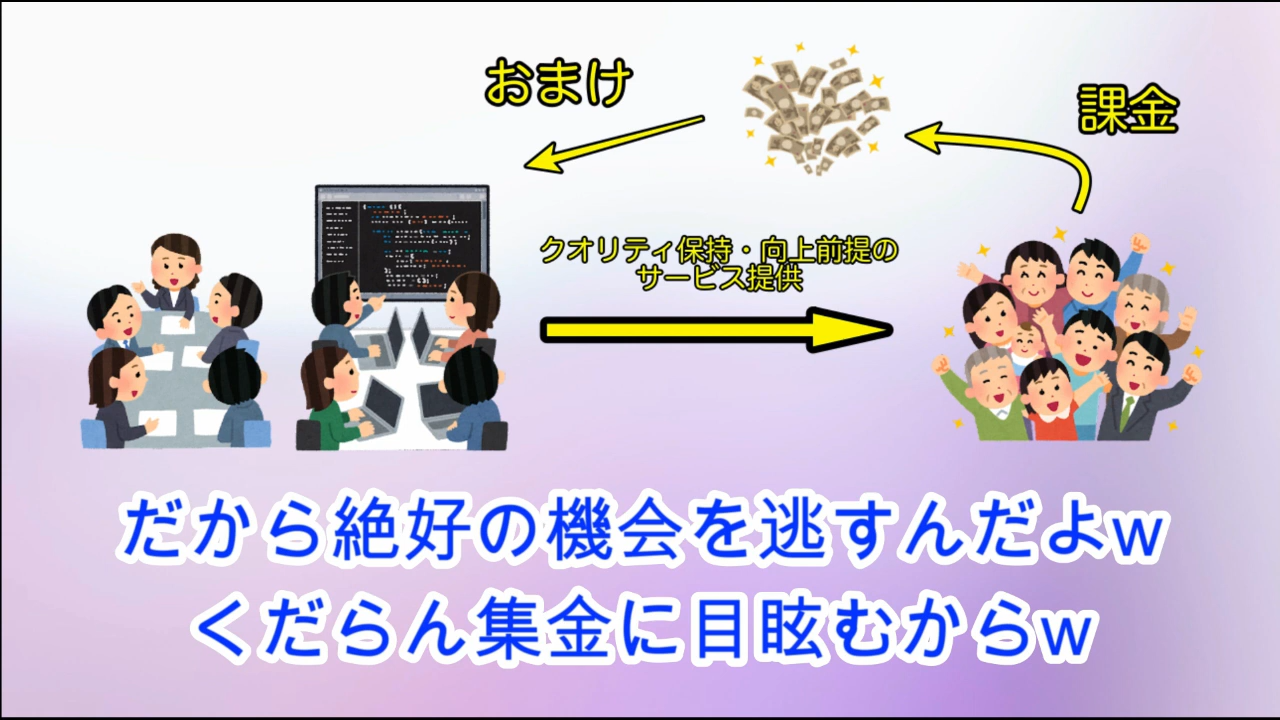 おまけ
課金
クオリティ保持・向上前提の
サービス提供
だから絶好の機会を逃すんだよw
くだらん集金に目眩むからw